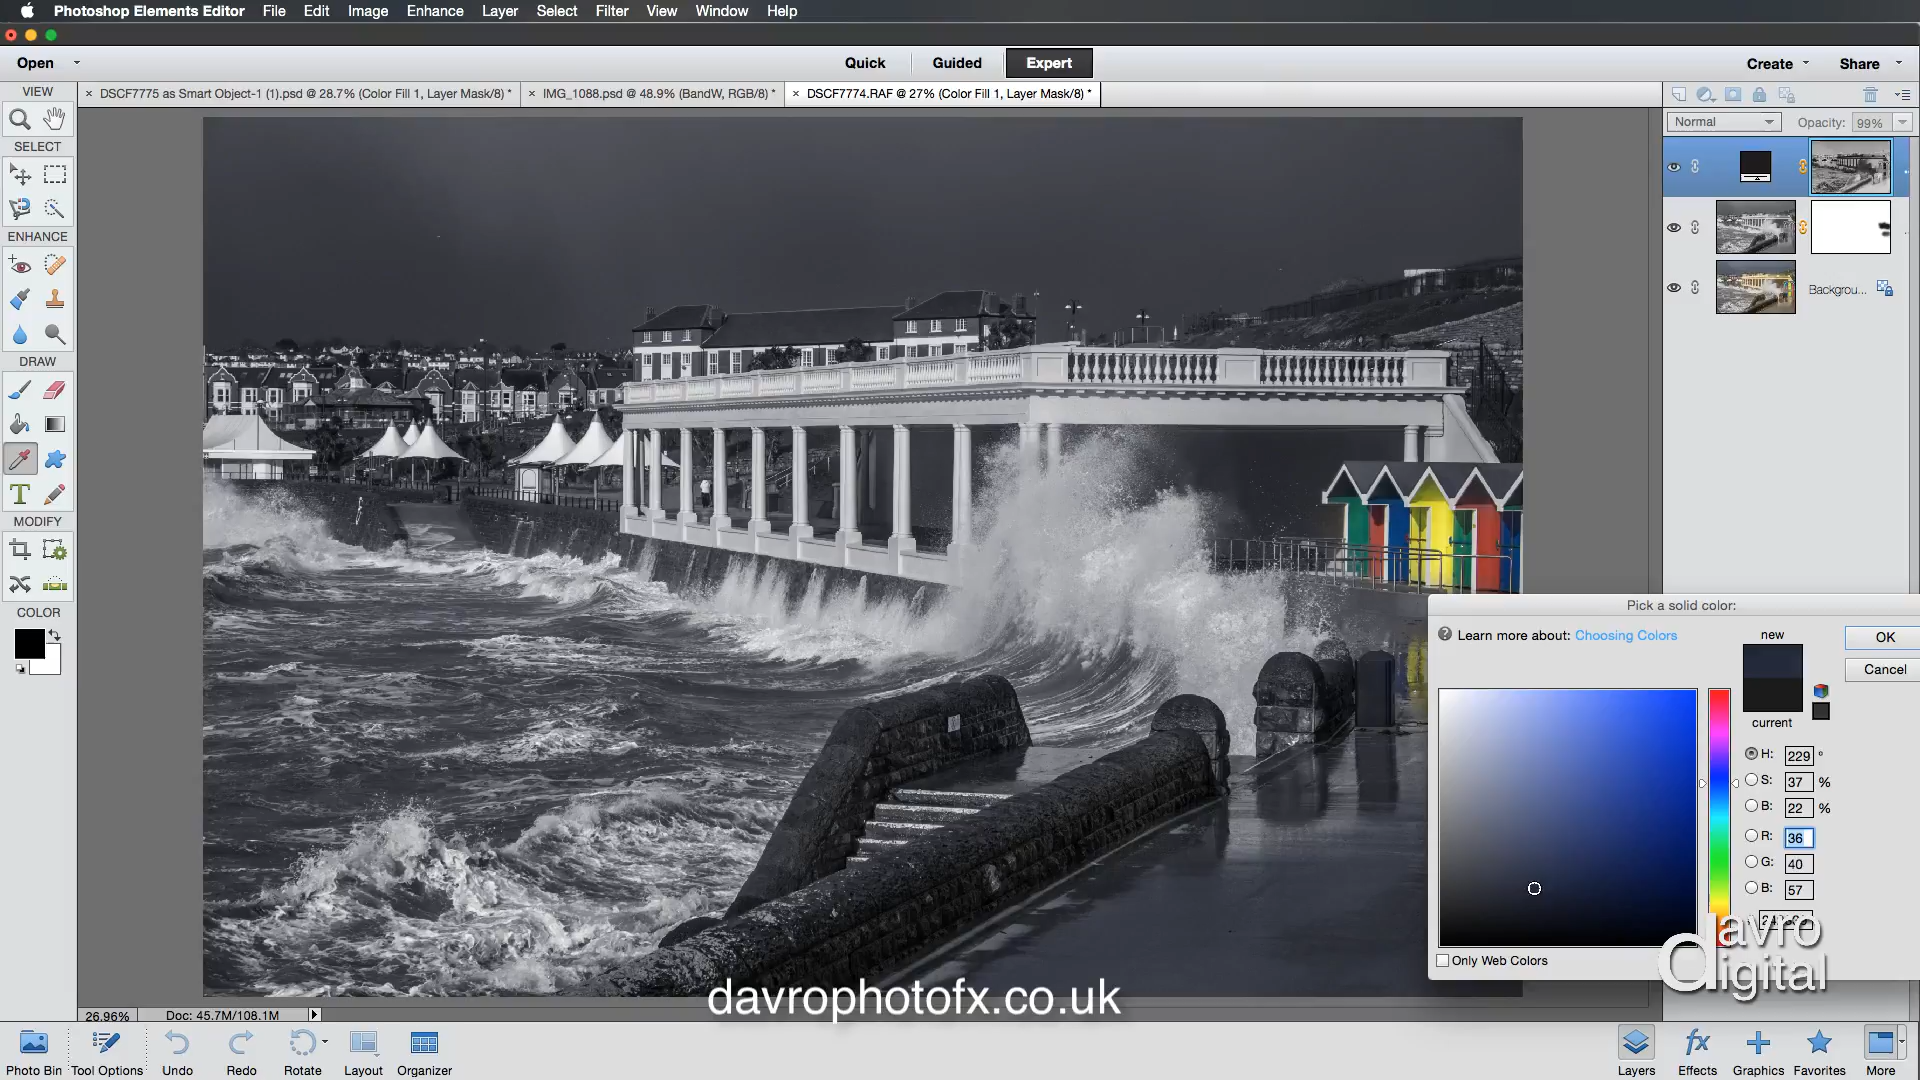 Photoshop Elements Editor File Edit Image Enhance Layer Select Filter View Window Help
Open Quick Guided Expert Create Share
VIEW
× DSCF7775 as Smart Object-1 (1).psd @ 28.7% (Color Fill 1, Layer Mask/8) * × IMG_1088.psd @ 48.9% (BandW, RGB/8) * × DSCF7774.RAF @ 27% (Color Fill 1, Layer Mask/8) *
Normal Opacity: 99%
SELECT
ENHANCE
Backgrou...
DRAW
T
MODIFY
COLOR
Pick a solid color:
Learn more about: Choosing Colors
new
OK
Cancel
current
H: 229 °
S: 37 %
B: 22 %
R: 36
G: 40
B: 57
Only Web Colors
davro
digital
davrophotofx.co.uk
26.96% Doc: 45.7M/108.1M
Photo Bin Tool Options Undo Redo Rotate Layout Organizer
fx
Layers Effects Graphics Favorites More